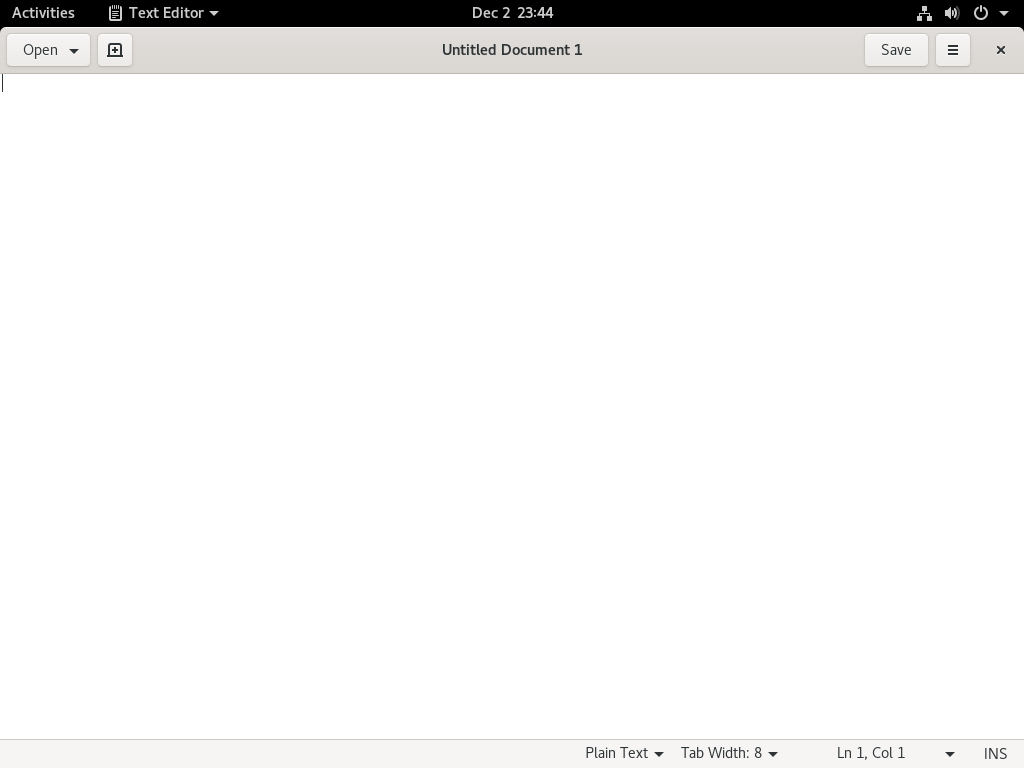 Activities Text Editor Dec 2 23:44
Open Untitled Document 1 Save
Plain Text Tab Width: 8 Ln 1, Col 1 INS